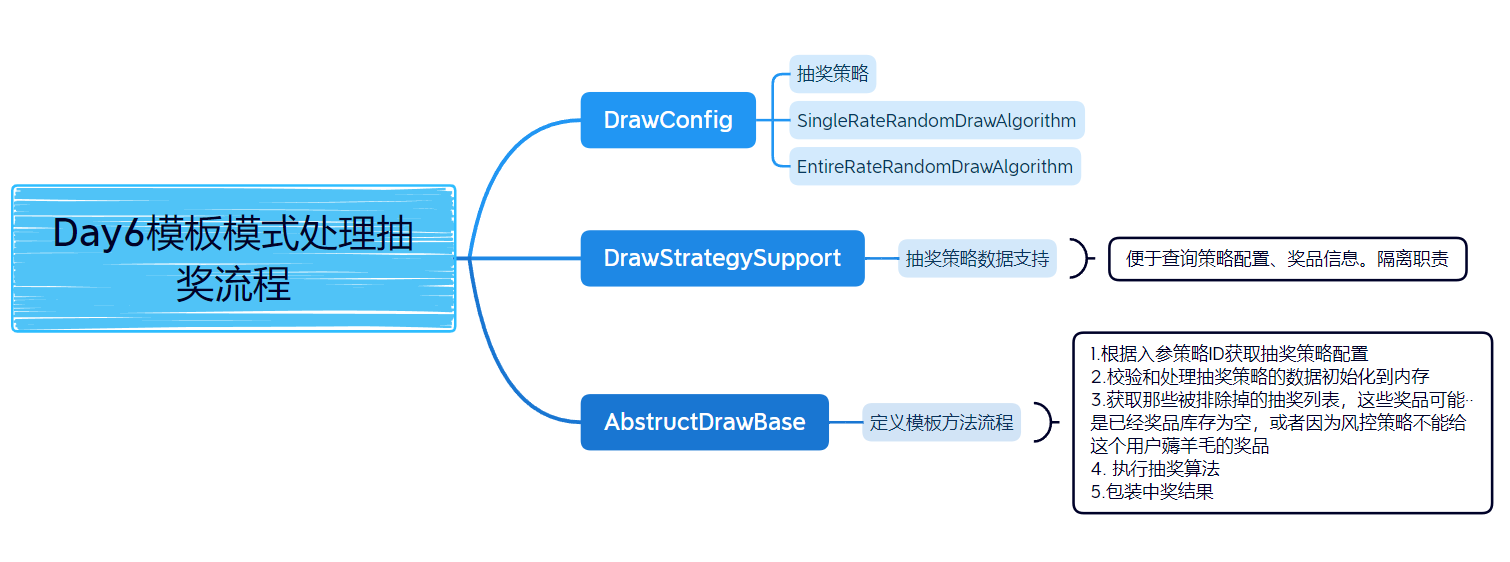 Day6模板模式处理抽
奖流程
DrawConfig
抽奖策略
SingleRateRandomDrawAlgorithm
EntireRateRandomDrawAlgorithm
DrawStrategySupport
抽奖策略数据支持
便于查询策略配置、奖品信息。隔离职责
AbstructDrawBase
定义模板方法流程
1.根据入参策略ID获取抽奖策略配置
2.校验和处理抽奖策略的数据初始化到内存
3.获取那些被排除掉的抽奖列表，这些奖品可能··
是已经奖品库存为空，或者因为风控策略不能给
这个用户薅羊毛的奖品
4. 执行抽奖算法
5.包装中奖结果